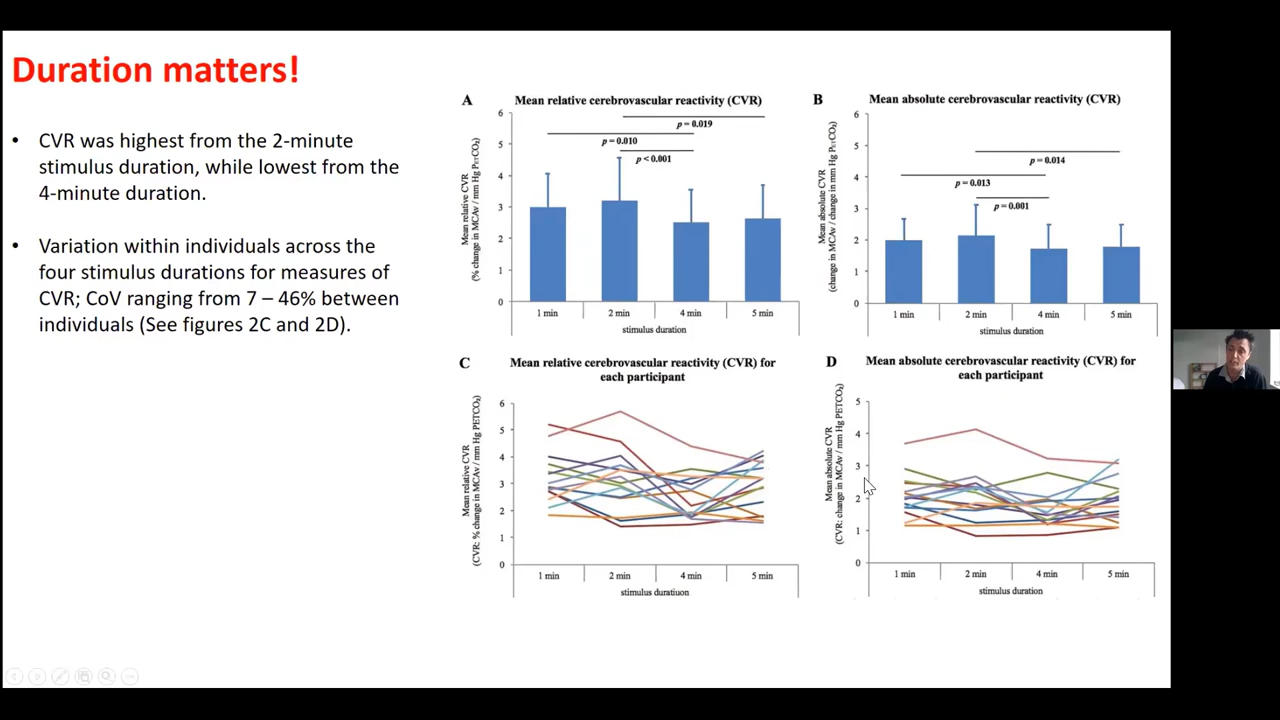 Duration matters!
• CVR was highest from the 2-minute
stimulus duration, while lowest from the
4-minute duration.
• Variation within individuals across the
four stimulus durations for measures of
CVR; CoV ranging from 7 – 46% between
individuals (See figures 2C and 2D).
A
Mean relative cerebrovascular reactivity (CVR)
Mean relative CVR
(% change in MCAv / mm Hg PETCO₂)
6
5
4
3
2
1
0
p = 0.019
p = 0.010
p < 0.001
1 min 2 min 4 min 5 min
stimulus duration
B
Mean absolute cerebrovascular reactivity (CVR)
Mean absolute CVR
(change in MCAv / change in mm Hg PETCO₂)
6
5
4
3
2
1
0
p = 0.014
p = 0.013
p = 0.001
1 min 2 min 4 min 5 min
stimulus duration
C
Mean relative cerebrovascular reactivity (CVR) for
each participant
Mean relative CVR
(CVR: % change in MCAv / mm Hg PETCO₂)
6
5
4
3
2
1
0
1 min 2 min 4 min 5 min
stimulus duratiuon
D
Mean absolute cerebrovascular reactivity (CVR) for
each participant
Mean absolute CVR
(CVR: change in MCAv / mm Hg PETCO₂)
5
4
3
2
1
0
1 min 2 min 4 min 5 min
stimulus duration